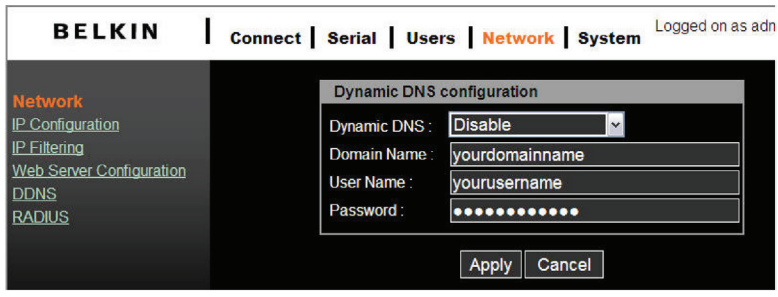 BELKIN | Connect | Serial | Users | Network | System Logged on as adm
Network
IP Configuration
IP Filtering
Web Server Configuration
DDNS
RADIUS
Dynamic DNS configuration
Dynamic DNS : Disable
Domain Name : yourdomainname
User Name : yourusername
Password : ●●●●●●●●●●●●
Apply Cancel